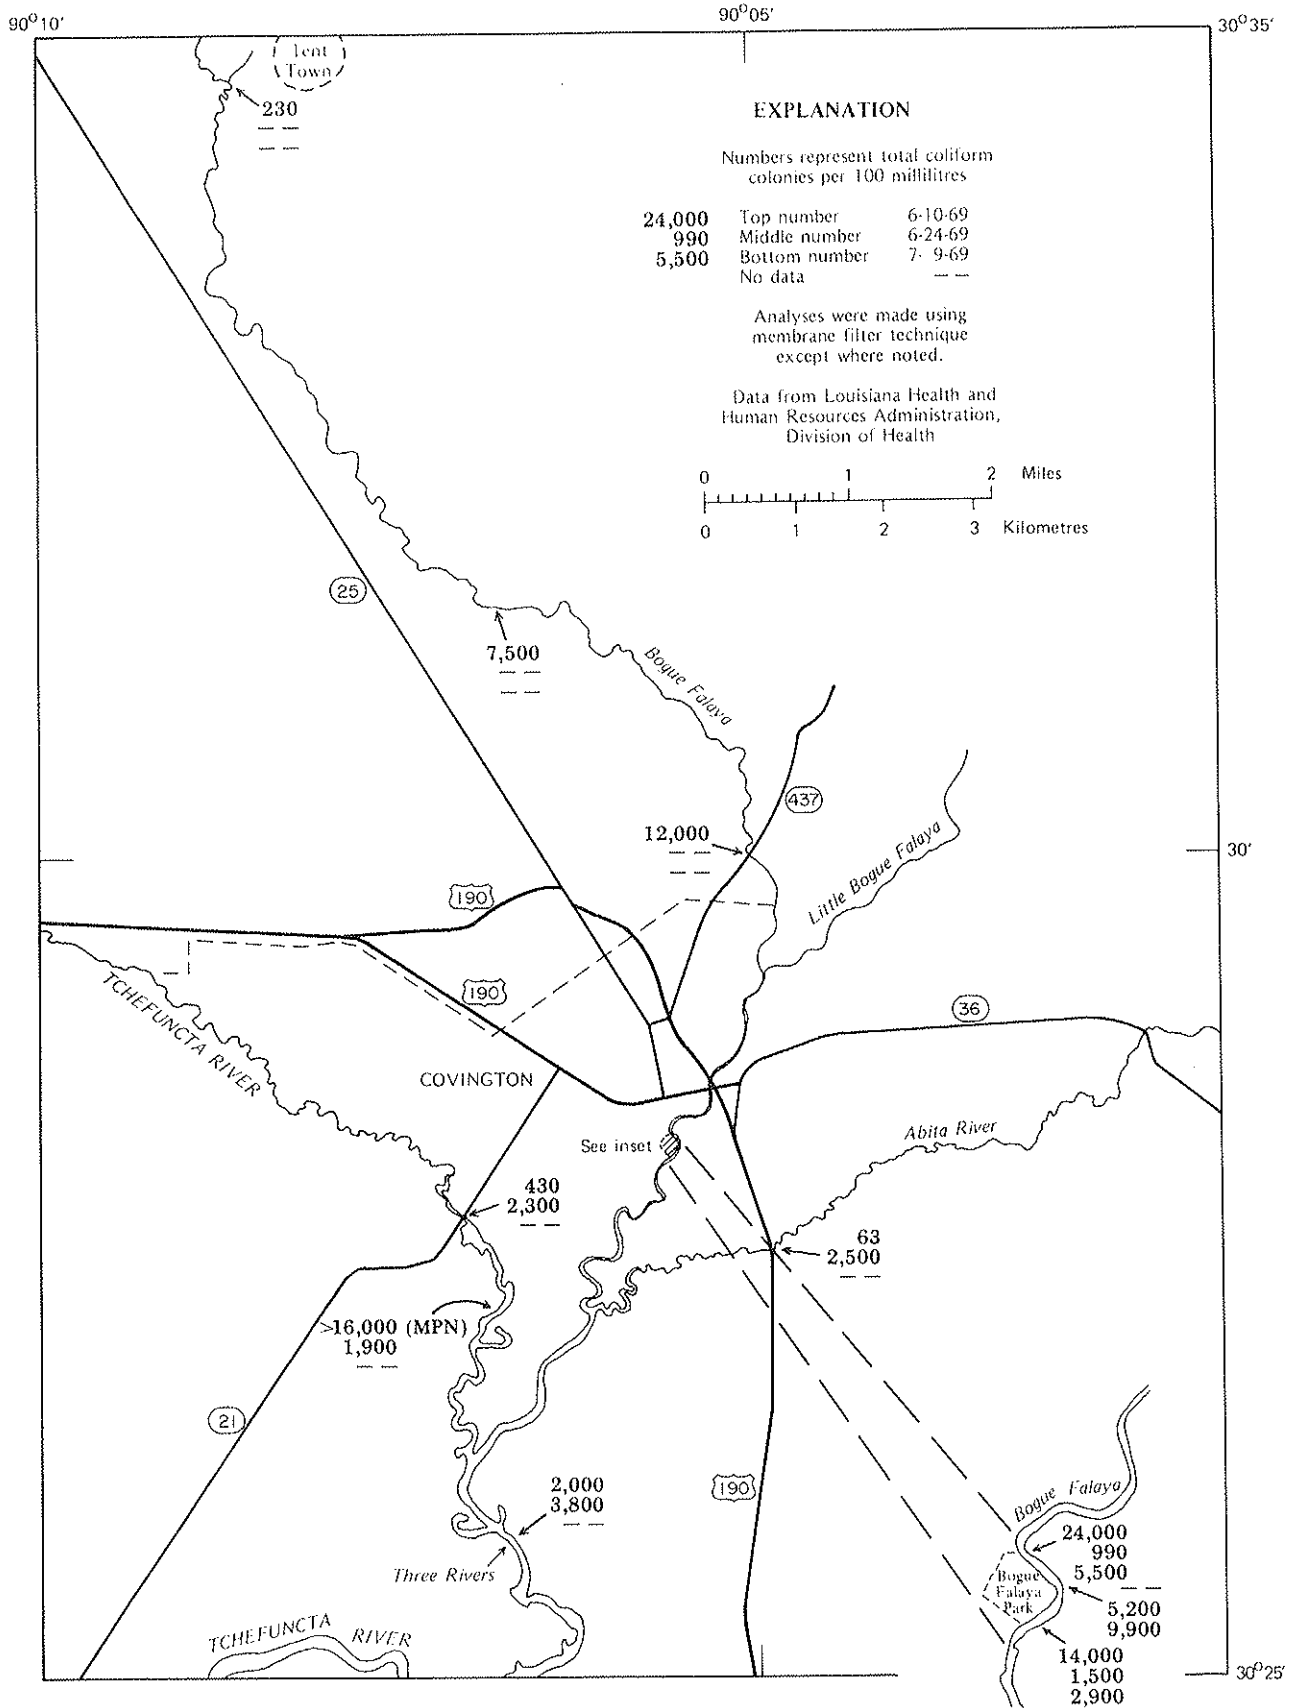 90°10'
90°05'
30°35'
Tent
Town
230
— —
— —
EXPLANATION
Numbers represent total coliform
colonies per 100 millilitres
24,000 Top number 6-10-69
990 Middle number 6-24-69
5,500 Bottom number 7- 9-69
No data — —
Analyses were made using
membrane filter technique
except where noted.
Data from Louisiana Health and
Human Resources Administration,
Division of Health
0 1 2 Miles
0 1 2 3 Kilometres
25
7,500
— —
— —
Bogue Falaya
437
12,000
— —
— —
Little Bogue Falaya
30'
190
190
TCHEFUNCTA RIVER
36
COVINGTON
See inset
Abita River
430
2,300
— —
63
2,500
— —
>16,000 (MPN)
1,900
— —
21
190
2,000
3,800
— —
Three Rivers
Bogue Falaya
24,000
990
5,500
Bogue
Falaya
Park
— —
5,200
9,900
14,000
1,500
2,900
TCHEFUNCTA RIVER
30°25'